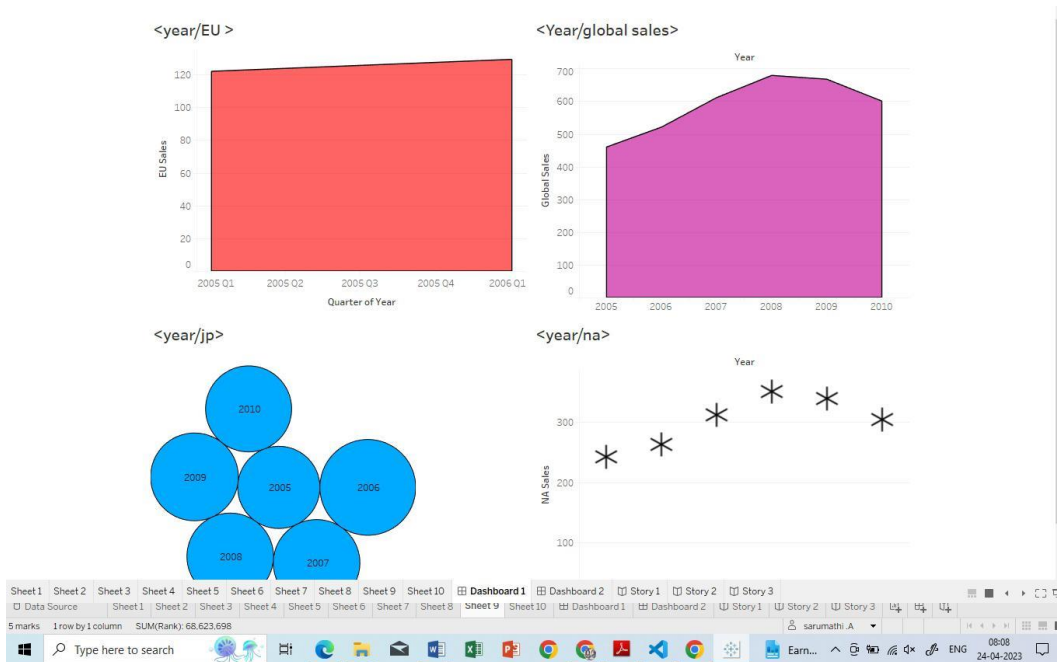 <year/EU >
120
100
80
60
40
20
0
EU Sales
2005 Q1 2005 Q2 2005 Q3 2005 Q4 2006 Q1
Quarter of Year
<Year/global sales>
Year
700
600
500
400
300
200
100
0
Global Sales
2005 2006 2007 2008 2009 2010
<year/jp>
2010
2009
2005
2006
2008
2007
<year/na>
Year
300
200
100
NA Sales
Sheet 1 Sheet 2 Sheet 3 Sheet 4 Sheet 5 Sheet 6 Sheet 7 Sheet 8 Sheet 9 Sheet 10 Dashboard 1 Dashboard 2 Story 1 Story 2 Story 3
Data Source Sheet 1 Sheet 2 Sheet 3 Sheet 4 Sheet 5 Sheet 6 Sheet 7 Sheet 8 Sheet 9 Sheet 10 Dashboard 1 Dashboard 2 Story 1 Story 2 Story 3
5 marks 1 row by 1 column SUM(Rank): 68,623,698 sarumathi .A
Type here to search Earn... ENG 08:08
24-04-2023